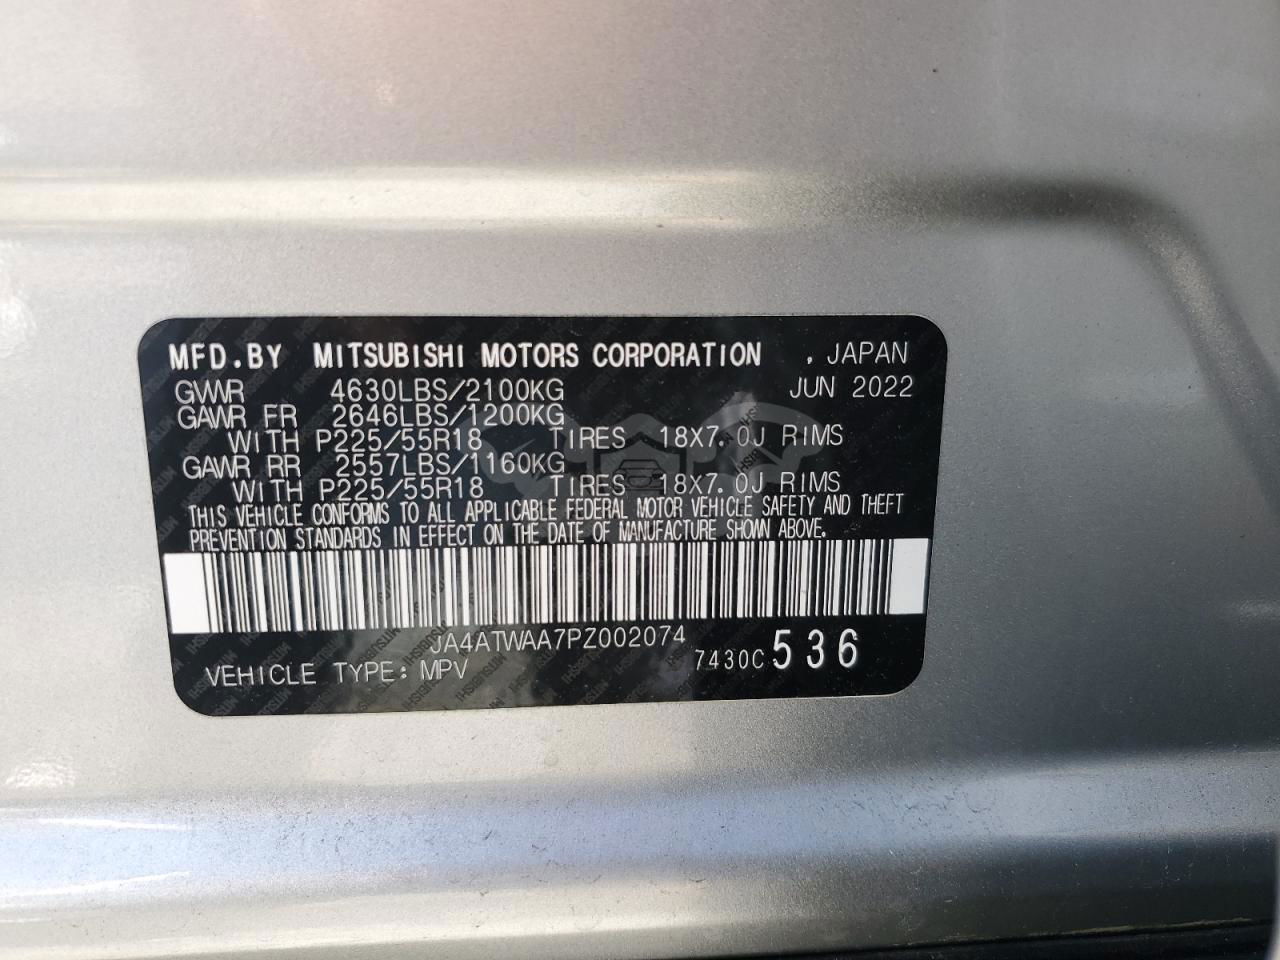 MFD.BY MITSUBISHI MOTORS CORPORATION , JAPAN
GVWR 4630LBS/2100KG JUN 2022
GAWR FR 2646LBS/1200KG
WITH P225/55R18 TIRES 18X7.0J RIMS
GAWR RR 2557LBS/1160KG
WITH P225/55R18 TIRES 18X7.0J RIMS
THIS VEHICLE CONFORMS TO ALL APPLICABLE FEDERAL MOTOR VEHICLE SAFETY AND THEFT
PREVENTION STANDARDS IN EFFECT ON THE DATE OF MANUFACTURE SHOWN ABOVE.
JA4ATWAA7PZ002074
VEHICLE TYPE: MPV 7430C 536